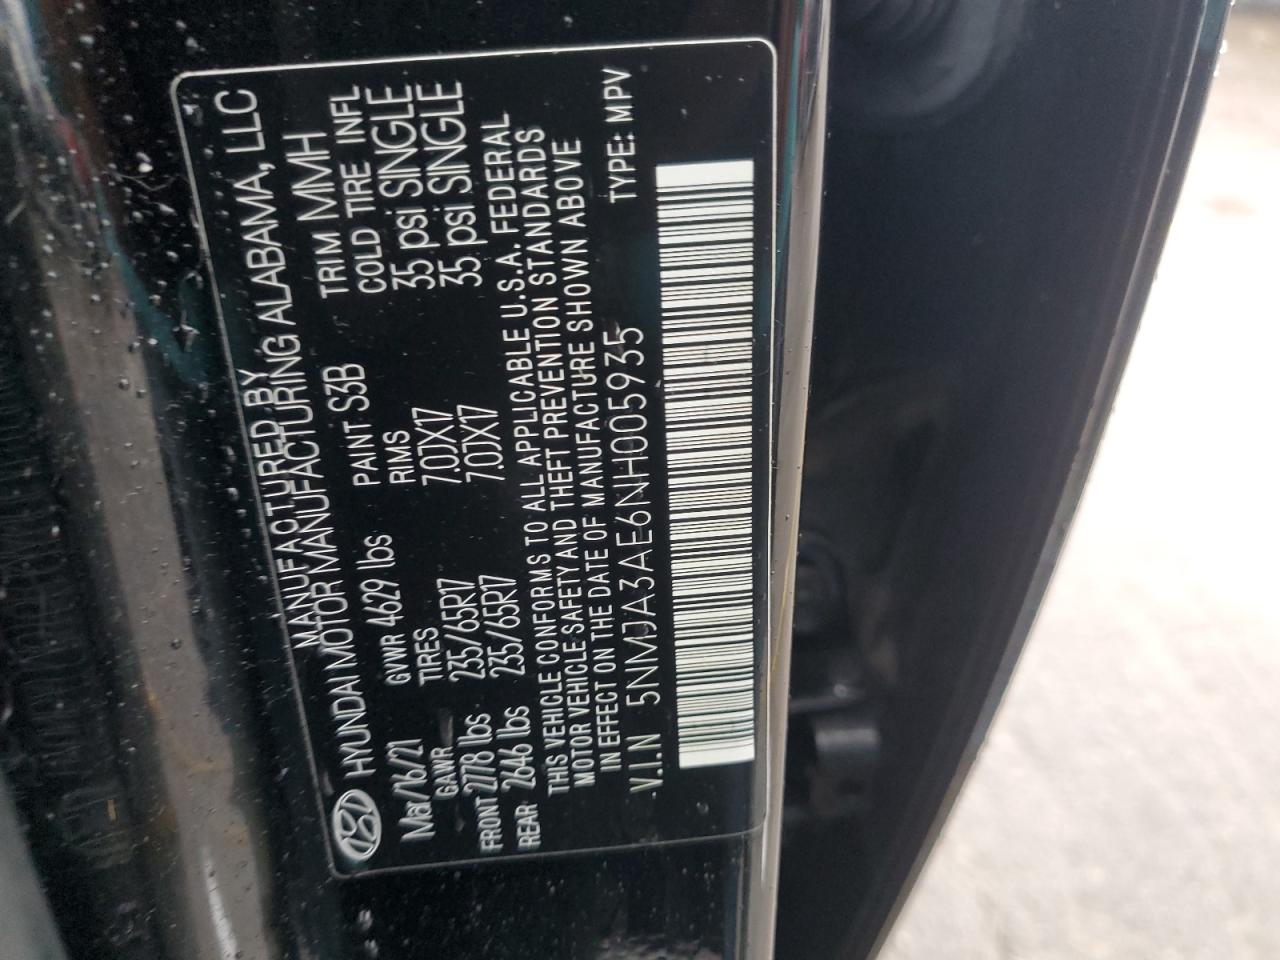 MANUFACTURED BY
HYUNDAI MOTOR MANUFACTURING ALABAMA, LLC
Mar/16/21 GVWR 4629 lbs PAINT S3B TRIM MMH
GAWR TIRES RIMS COLD TIRE INFL
FRONT 2778 lbs 235/65R17 7.0JX17 35 psi SINGLE
REAR 2646 lbs 235/65R17 7.0JX17 35 psi SINGLE
THIS VEHICLE CONFORMS TO ALL APPLICABLE U.S.A. FEDERAL
MOTOR VEHICLE SAFETY AND THEFT PREVENTION STANDARDS
IN EFFECT ON THE DATE OF MANUFACTURE SHOWN ABOVE
V.I.N 5NMJA3AE6NH005935 TYPE: MPV